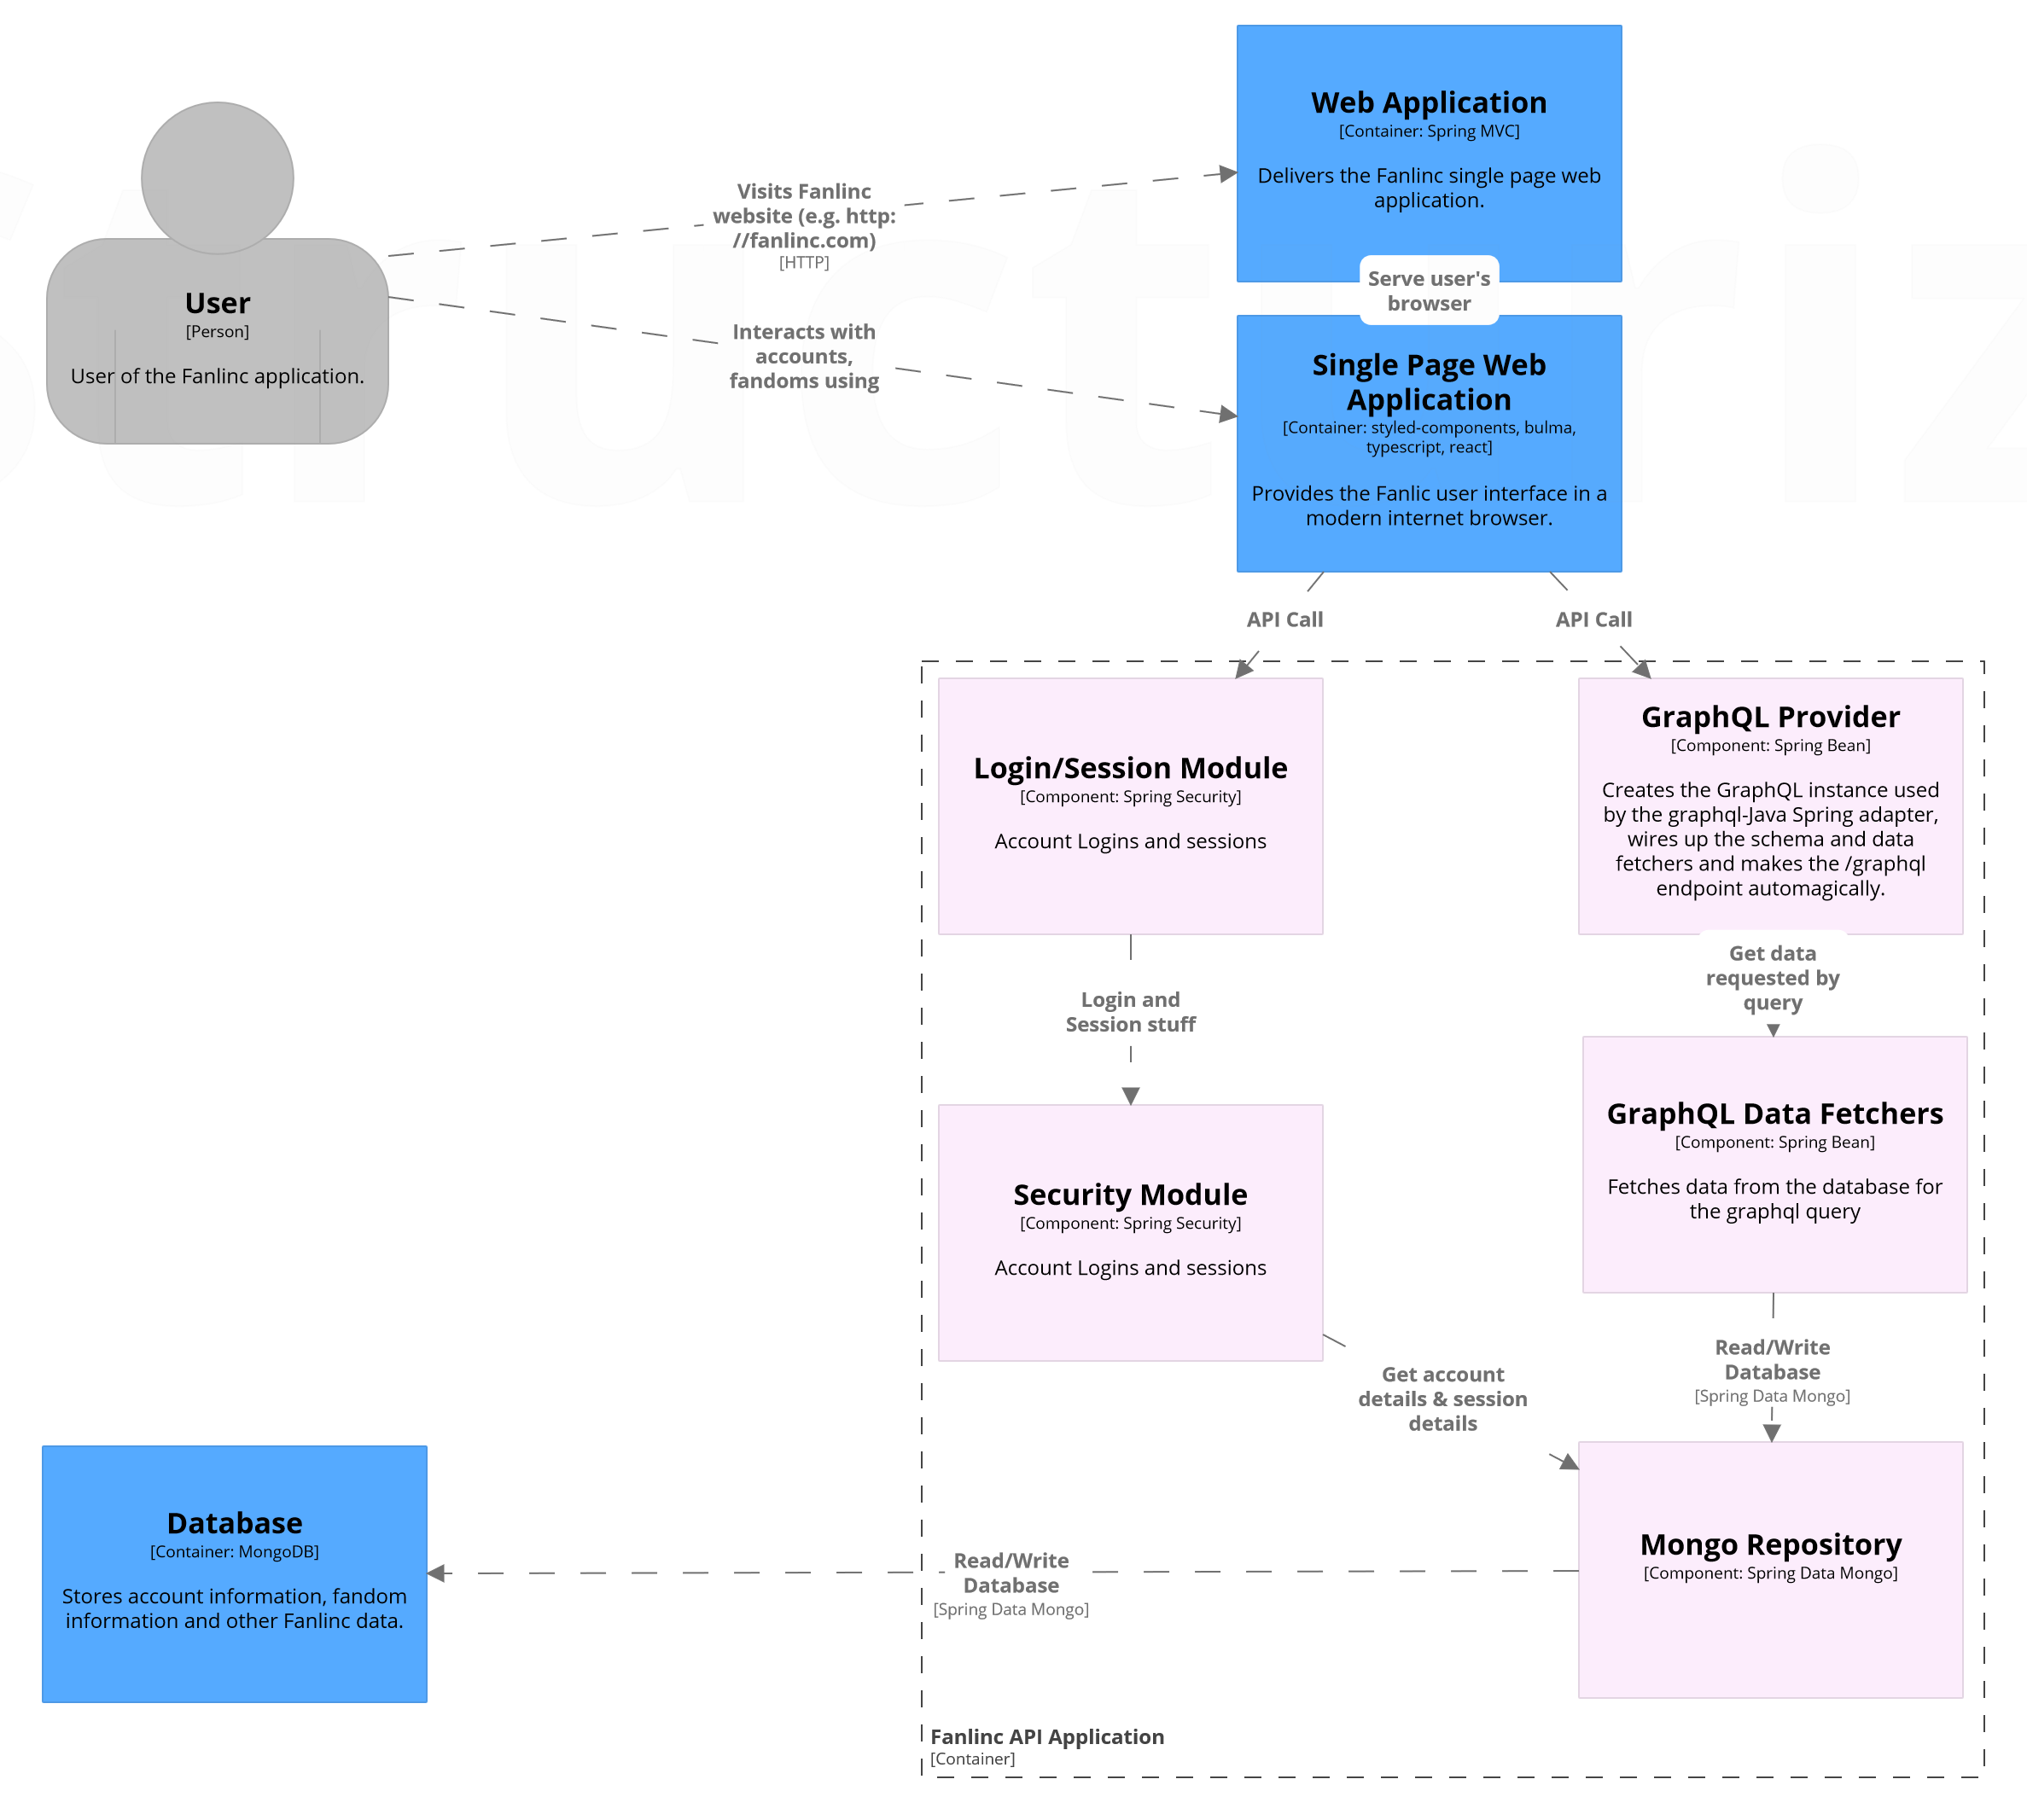 Web Application
[Container: Spring MVC]
Delivers the Fanlinc single page web
application.
Visits Fanlinc
website (e.g. http:
//fanlinc.com)
[HTTP]
Serve user's
browser
User
[Person]
User of the Fanlinc application.
Interacts with
accounts,
fandoms using
Single Page Web
Application
[Container: styled-components, bulma,
typescript, react]
Provides the Fanlic user interface in a
modern internet browser.
API Call
API Call
Login/Session Module
[Component: Spring Security]
Account Logins and sessions
GraphQL Provider
[Component: Spring Bean]
Creates the GraphQL instance used
by the graphql-Java Spring adapter,
wires up the schema and data
fetchers and makes the /graphql
endpoint automagically.
Login and
Session stuff
Get data
requested by
query
Security Module
[Component: Spring Security]
Account Logins and sessions
GraphQL Data Fetchers
[Component: Spring Bean]
Fetches data from the database for
the graphql query
Get account
details & session
details
Read/Write
Database
[Spring Data Mongo]
Database
[Container: MongoDB]
Stores account information, fandom
information and other Fanlinc data.
Read/Write
Database
[Spring Data Mongo]
Mongo Repository
[Component: Spring Data Mongo]
Fanlinc API Application
[Container]